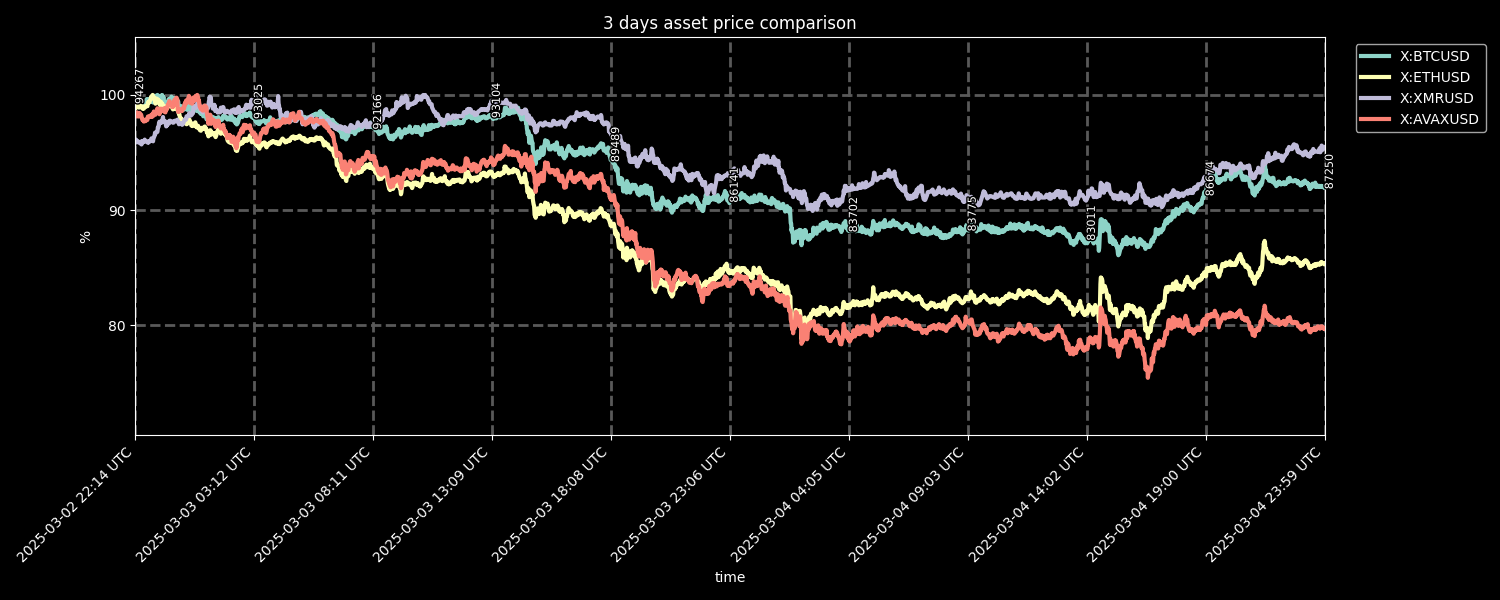 3 days asset price comparison
X:BTCUSD
X:ETHUSD
X:XMRUSD
X:AVAXUSD
100
90
80
%
94267
93025
92166
93104
89489
86141
83702
83775
83011
86674
87250
2025-03-02 22:14 UTC
2025-03-03 03:12 UTC
2025-03-03 08:11 UTC
2025-03-03 13:09 UTC
2025-03-03 18:08 UTC
2025-03-03 23:06 UTC
2025-03-04 04:05 UTC
2025-03-04 09:03 UTC
2025-03-04 14:02 UTC
2025-03-04 19:00 UTC
2025-03-04 23:59 UTC
time